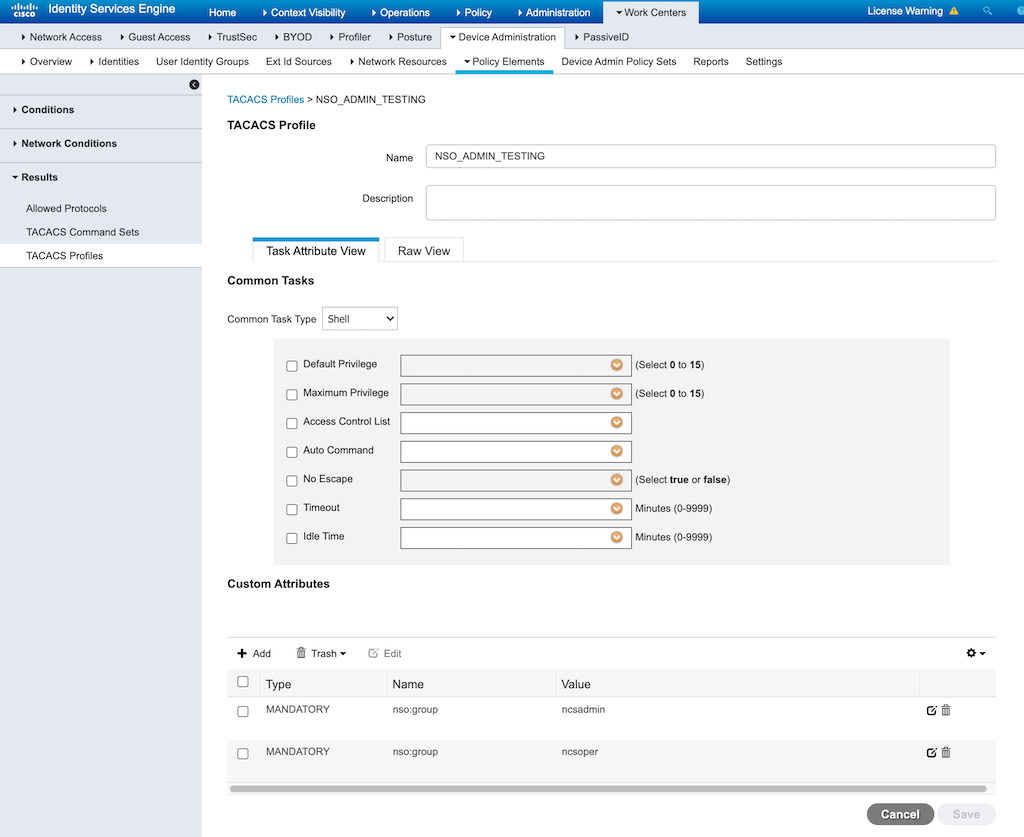 cisco Identity Services Engine Home Context Visibility Operations Policy Administration Work Centers License Warning
Network Access Guest Access TrustSec BYOD Profiler Posture Device Administration PassiveID
Overview Identities User Identity Groups Ext Id Sources Network Resources Policy Elements Device Admin Policy Sets Reports Settings
Conditions
Network Conditions
Results
Allowed Protocols
TACACS Command Sets
TACACS Profiles
TACACS Profiles > NSO_ADMIN_TESTING
TACACS Profile
Name NSO_ADMIN_TESTING
Description
Task Attribute View Raw View
Common Tasks
Common Task Type Shell
Default Privilege (Select 0 to 15)
Maximum Privilege (Select 0 to 15)
Access Control List
Auto Command
No Escape (Select true or false)
Timeout Minutes (0-9999)
Idle Time Minutes (0-9999)
Custom Attributes
Add Trash Edit
Type Name Value
MANDATORY nso:group ncsadmin
MANDATORY nso:group ncsoper
Cancel Save